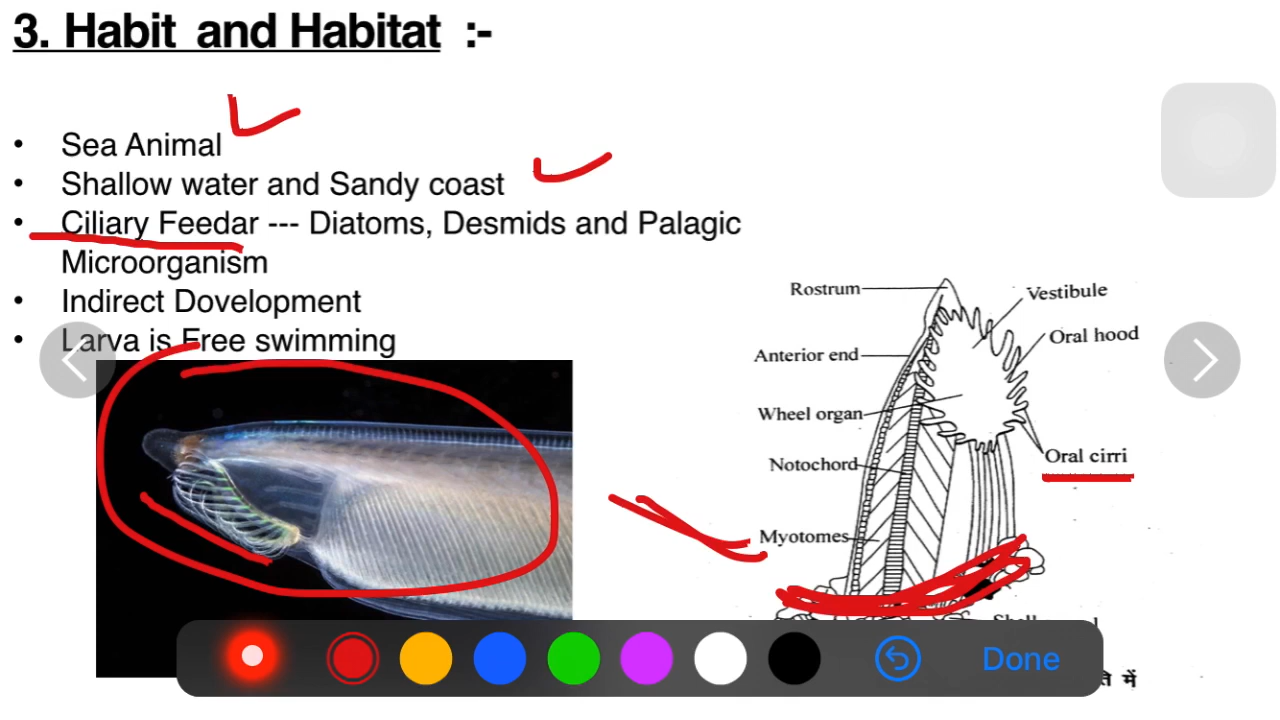 3. Habit and Habitat :-
• Sea Animal
• Shallow water and Sandy coast
• Ciliary Feedar --- Diatoms, Desmids and Palagic
Microorganism
• Indirect Dovelopment
• Larva is Free swimming
Rostrum
Vestibule
Oral hood
Anterior end
Wheel organ
Oral cirri
Notochord
Myotomes
Done
में